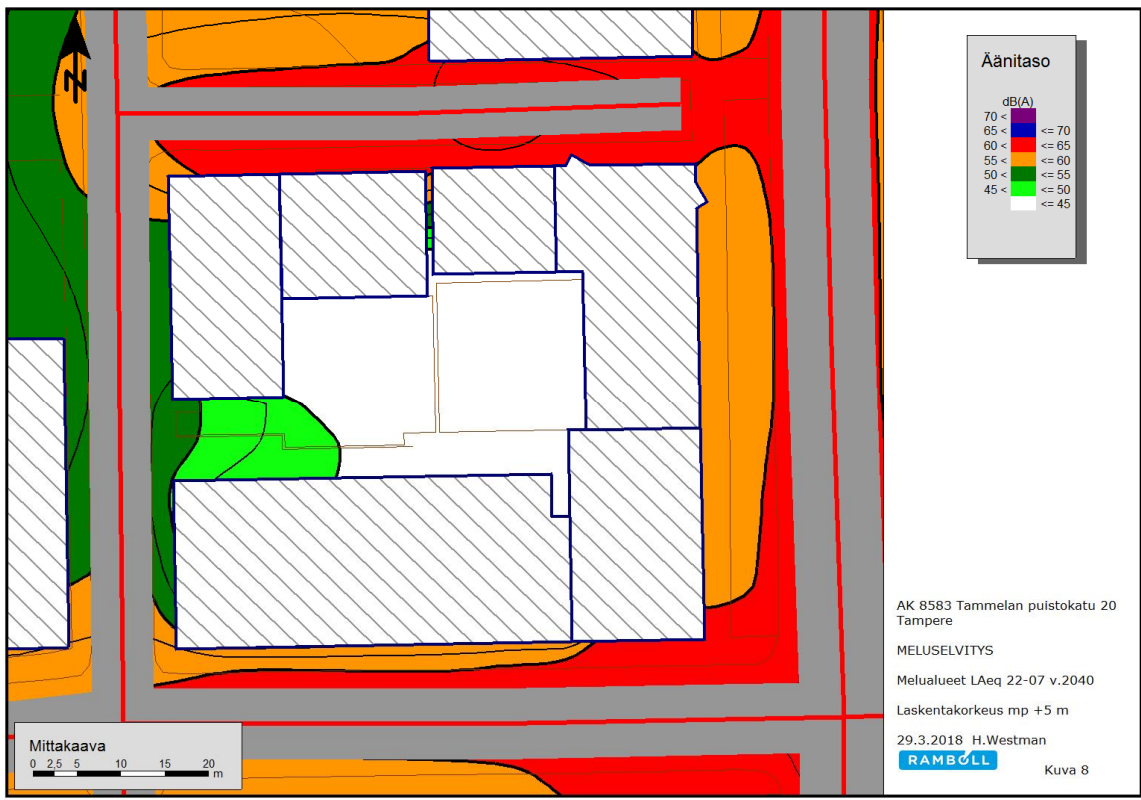 N
Äänitaso
dB(A)
70 <
65 < <= 70
60 < <= 65
55 < <= 60
50 < <= 55
45 < <= 50
<= 45
AK 8583 Tammelan puistokatu 20
Tampere
MELUSELVITYS
Melualueet LAeq 22-07 v.2040
Laskentakorkeus mp +5 m
29.3.2018 H.Westman
RAMBOLL
Kuva 8
Mittakaava
0 2,5 5 10 15 20
m